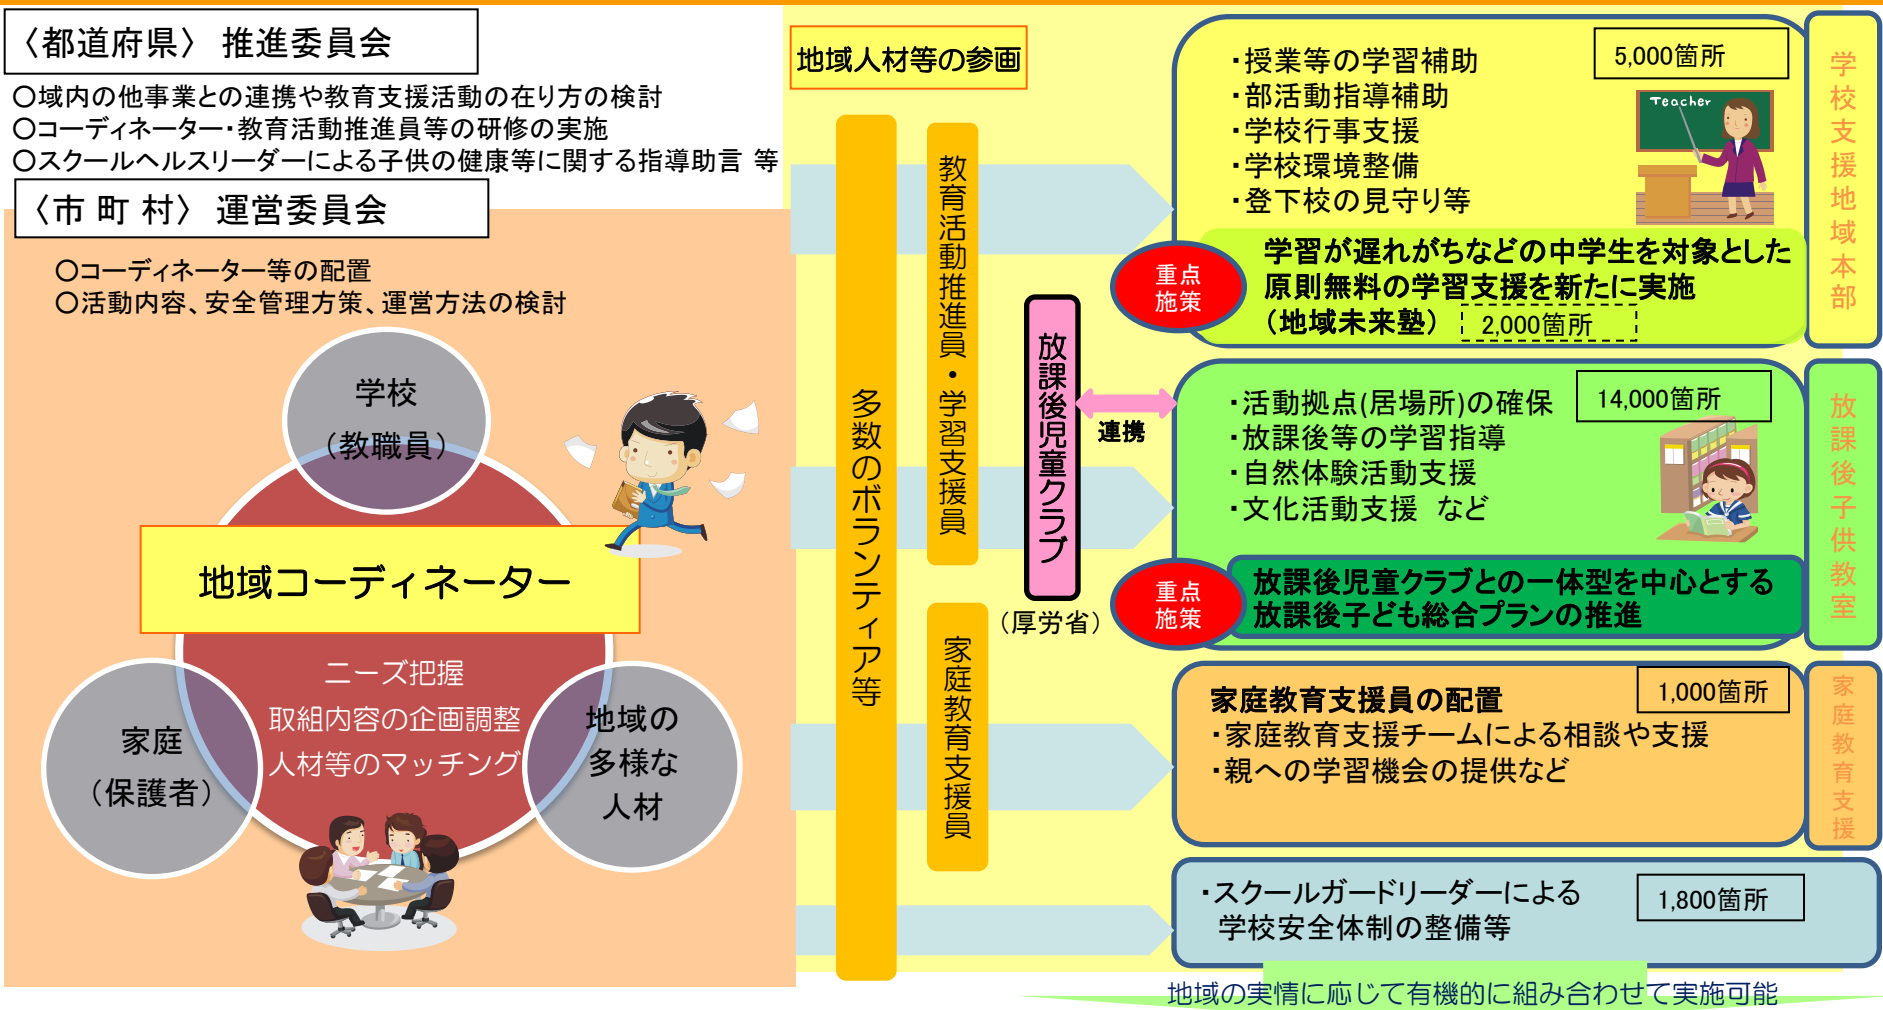 〈都道府県〉 推進委員会
○域内の他事業との連携や教育支援活動の在り方の検討
○コーディネーター・教育活動推進員等の研修の実施
○スクールヘルスリーダーによる子供の健康等に関する指導助言 等
〈市 町 村〉 運営委員会
○コーディネーター等の配置
○活動内容、安全管理方策、運営方法の検討
学校
（教職員）
地域コーディネーター
ニーズ把握
取組内容の企画調整
人材等のマッチング
家庭
（保護者）
地域の
多様な
人材
地域人材等の参画
多数のボランティア等
教育活動推進員・学習支援員
家庭教育支援員
放課後児童クラブ
（厚労省）
連携
・授業等の学習補助
・部活動指導補助
・学校行事支援
・学校環境整備
・登下校の見守り等
5,000箇所
Teacher
学校支援地域本部
重点
施策
学習が遅れがちなどの中学生を対象とした
原則無料の学習支援を新たに実施
（地域未来塾）
2,000箇所
・活動拠点(居場所)の確保
・放課後等の学習指導
・自然体験活動支援
・文化活動支援 など
14,000箇所
放課後子供教室
重点
施策
放課後児童クラブとの一体型を中心とする
放課後子ども総合プランの推進
家庭教育支援員の配置
・家庭教育支援チームによる相談や支援
・親への学習機会の提供など
1,000箇所
家庭教育支援
・スクールガードリーダーによる
学校安全体制の整備等
1,800箇所
地域の実情に応じて有機的に組み合わせて実施可能